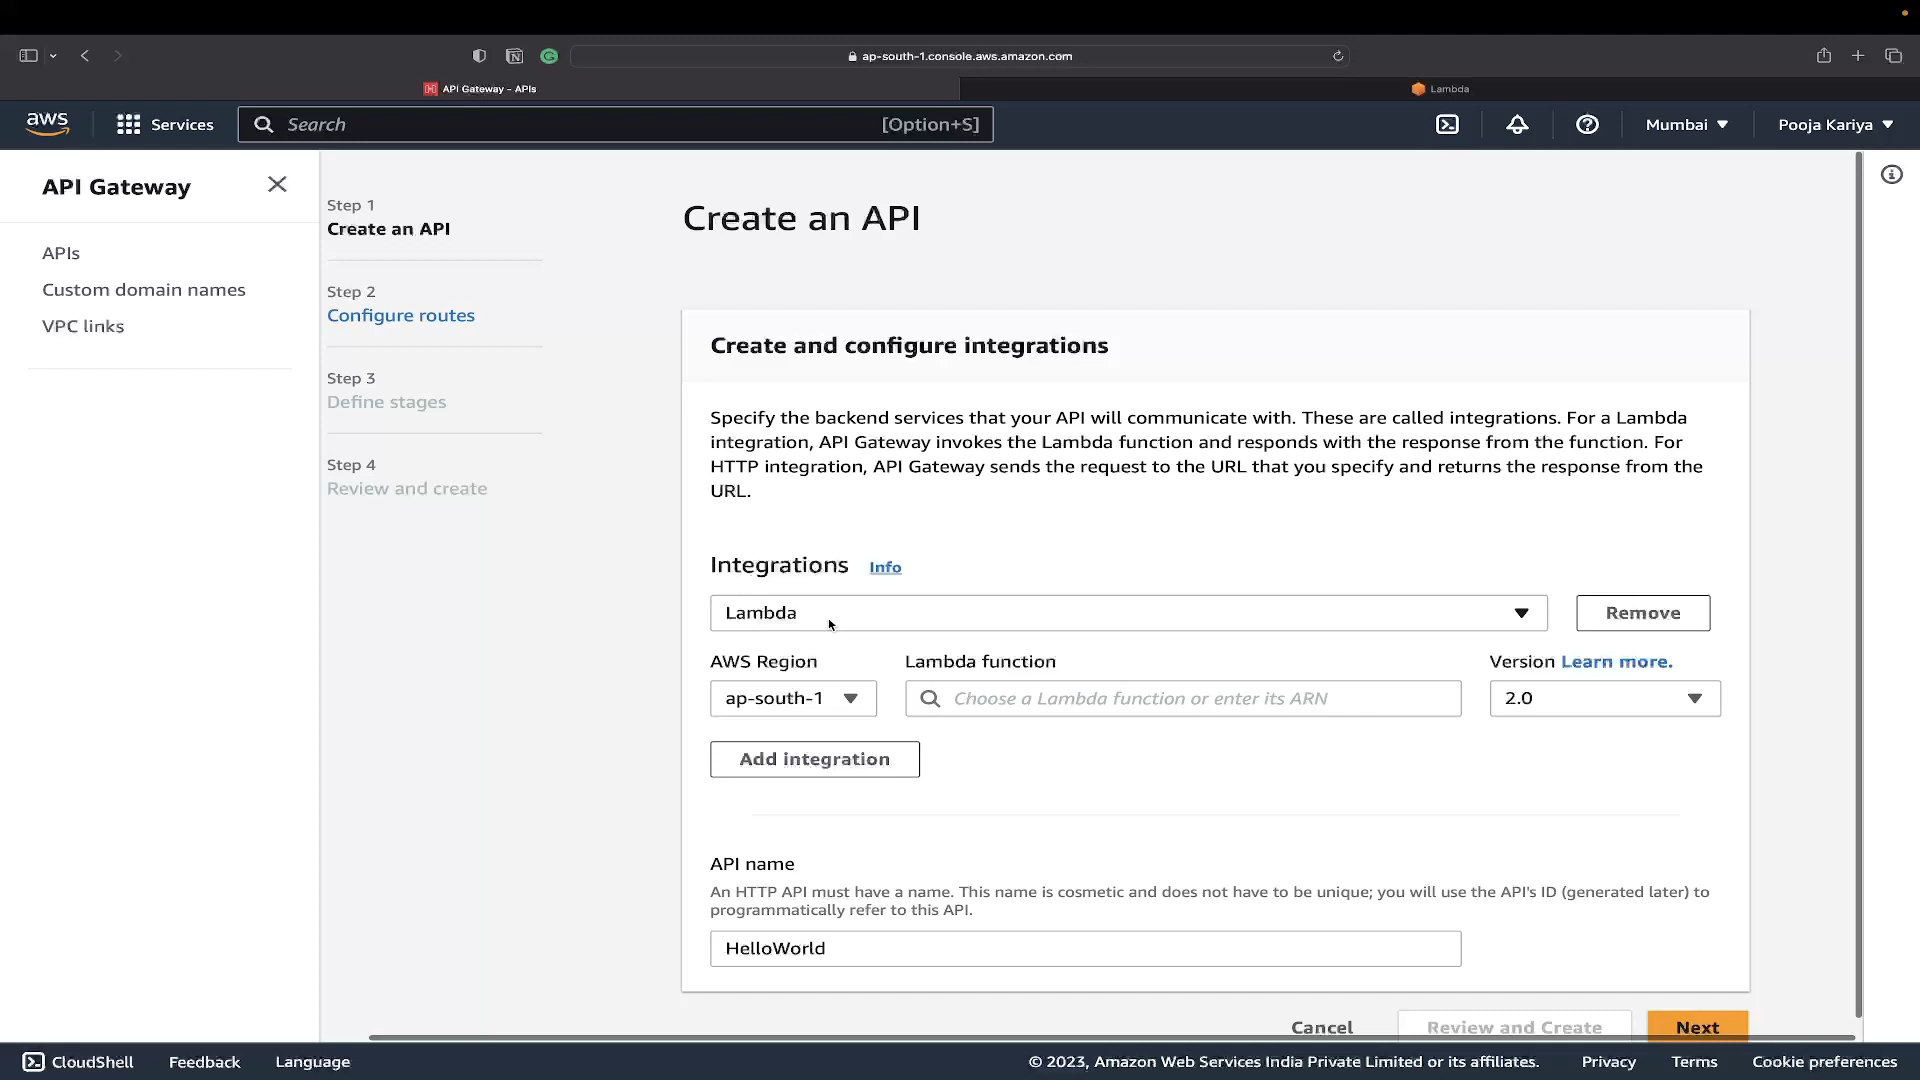 ap-south-1.console.aws.amazon.com
API Gateway - APIs
Lambda
aws
Services
Search
[Option+S]
Mumbai
Pooja Kariya
API Gateway
APIs
Custom domain names
VPC links
Step 1
Create an API
Step 2
Configure routes
Step 3
Define stages
Step 4
Review and create
Create an API
Create and configure integrations
Specify the backend services that your API will communicate with. These are called integrations. For a Lambda
integration, API Gateway invokes the Lambda function and responds with the response from the function. For
HTTP integration, API Gateway sends the request to the URL that you specify and returns the response from the
URL.
Integrations Info
Lambda
Remove
AWS Region
Lambda function
Version Learn more.
ap-south-1
Choose a Lambda function or enter its ARN
2.0
Add integration
API name
An HTTP API must have a name. This name is cosmetic and does not have to be unique; you will use the API's ID (generated later) to
programmatically refer to this API.
HelloWorld
Cancel
Review and Create
Next
CloudShell
Feedback
Language
© 2023, Amazon Web Services India Private Limited or its affiliates.
Privacy
Terms
Cookie preferences